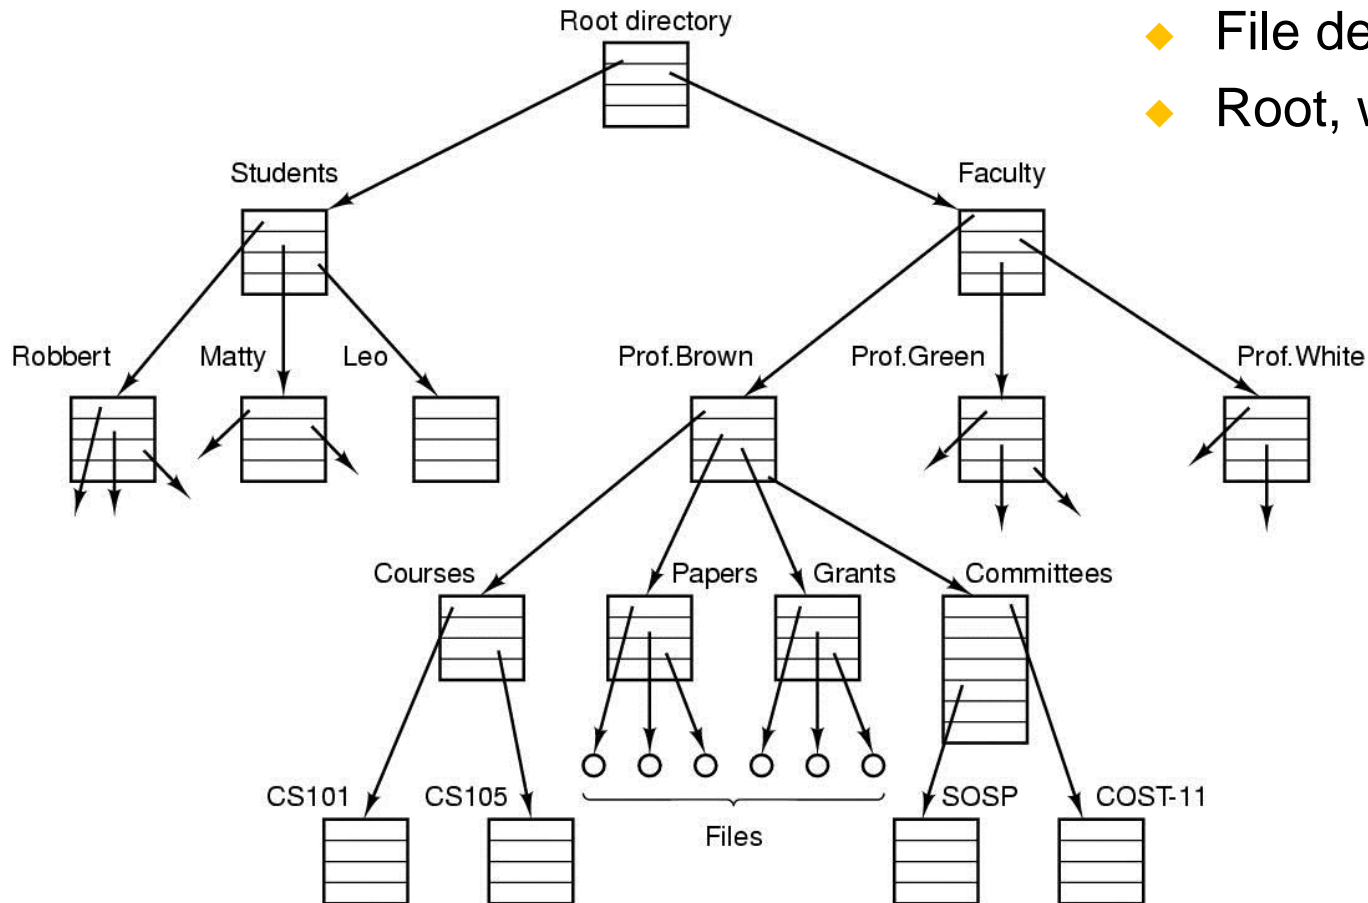 Root directory
File de
Root, w
Students
Faculty
Robbert
Matty
Leo
Prof.Brown
Prof.Green
Prof.White
Courses
Papers
Grants
Committees
CS101
CS105
Files
SOSP
COST-11